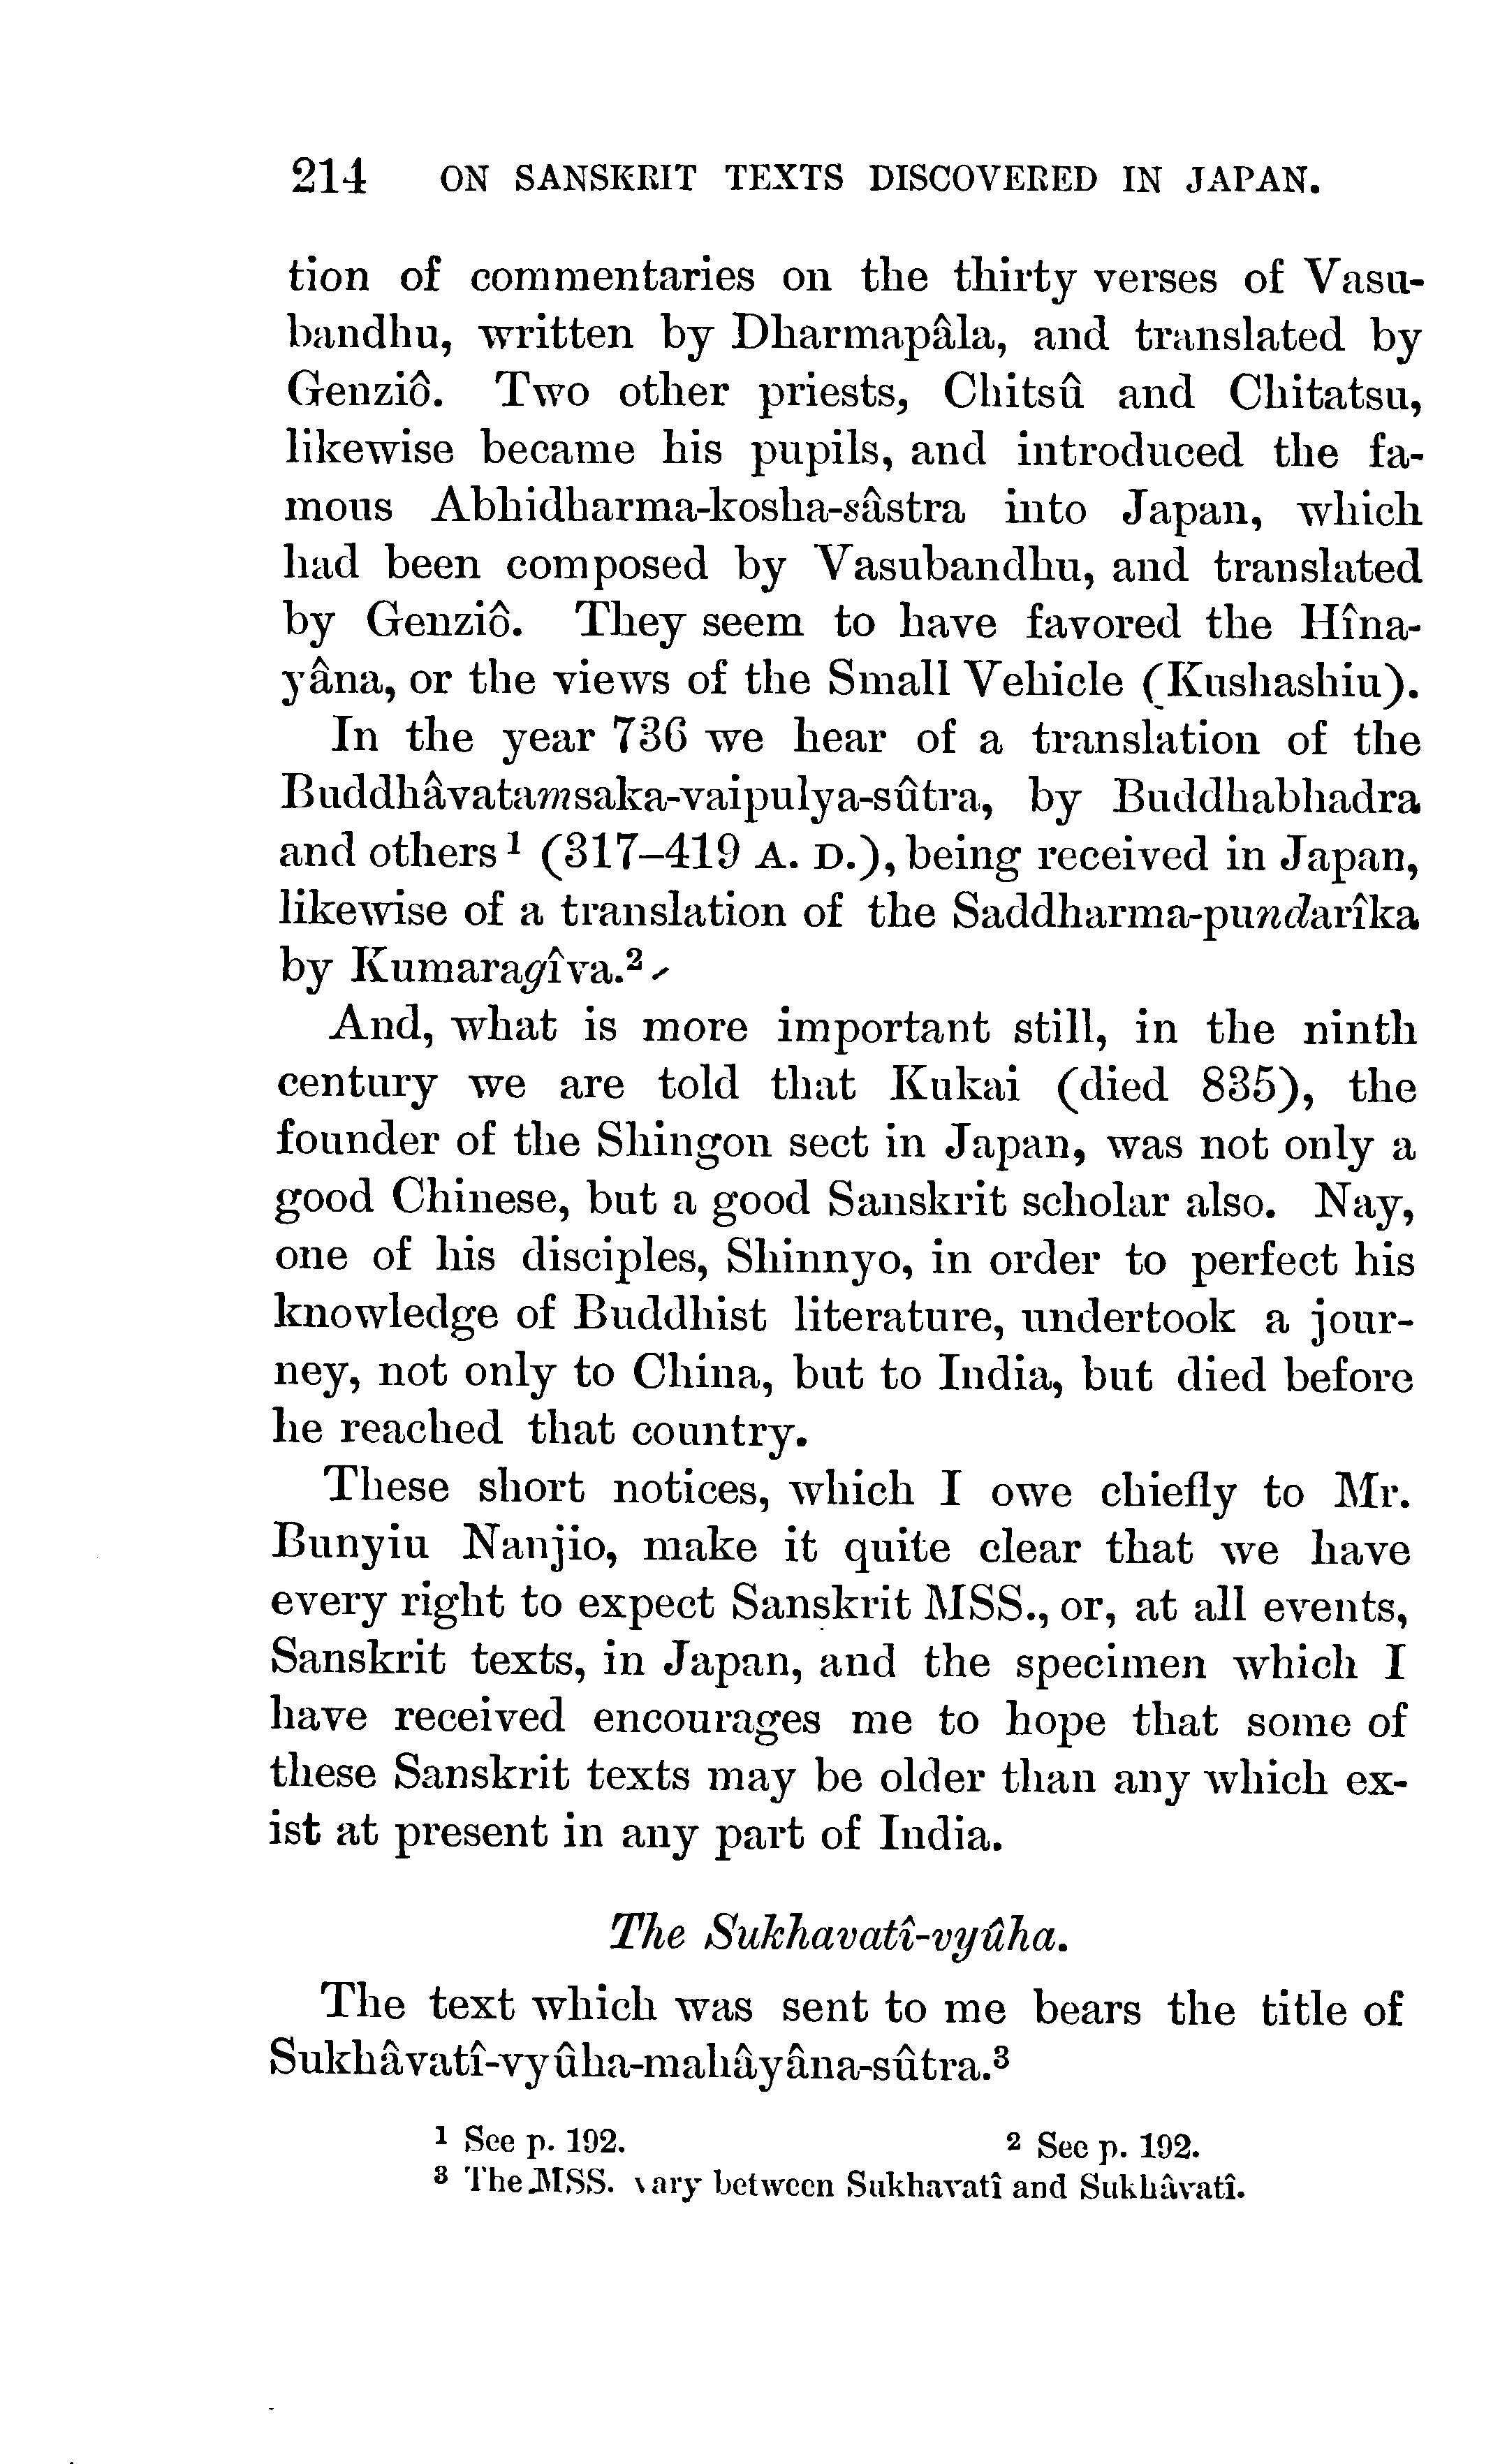 214 ON SANSKRIT TEXTS DISCOVERED IN JAPAN.
tion of commentaries on the thirty verses of Vasu-
bandhu, written by Dharmapâla, and translated by
Genziô. Two other priests, Chitsû and Chitatsu,
likewise became his pupils, and introduced the fa-
mous Abhidharma-kosha-sâstra into Japan, which
had been composed by Vasubandhu, and translated
by Genziô. They seem to have favored the Hîna-
yâna, or the views of the Small Vehicle (Kushashiu).
In the year 736 we hear of a translation of the
Buddhâvatamsaka-vaipulya-sûtra, by Buddhabhadra
and others ¹ (317–419 A. D.), being received in Japan,
likewise of a translation of the Saddharma-pundarîka
by Kumaragîva.²
And, what is more important still, in the ninth
century we are told that Kukai (died 835), the
founder of the Shingon sect in Japan, was not only a
good Chinese, but a good Sanskrit scholar also. Nay,
one of his disciples, Shinnyo, in order to perfect his
knowledge of Buddhist literature, undertook a jour-
ney, not only to China, but to India, but died before
he reached that country.
These short notices, which I owe chiefly to Mr.
Bunyiu Nanjio, make it quite clear that we have
every right to expect Sanskrit MSS., or, at all events,
Sanskrit texts, in Japan, and the specimen which I
have received encourages me to hope that some of
these Sanskrit texts may be older than any which ex-
ist at present in any part of India.
The Sukhavatî-vyûha.
The text which was sent to me bears the title of
Sukhâvatî-vyûha-mahâyâna-sûtra.³
¹ See p. 192. ² See p. 192.
³ The MSS. vary between Sukhavatî and Sukhâvatî.